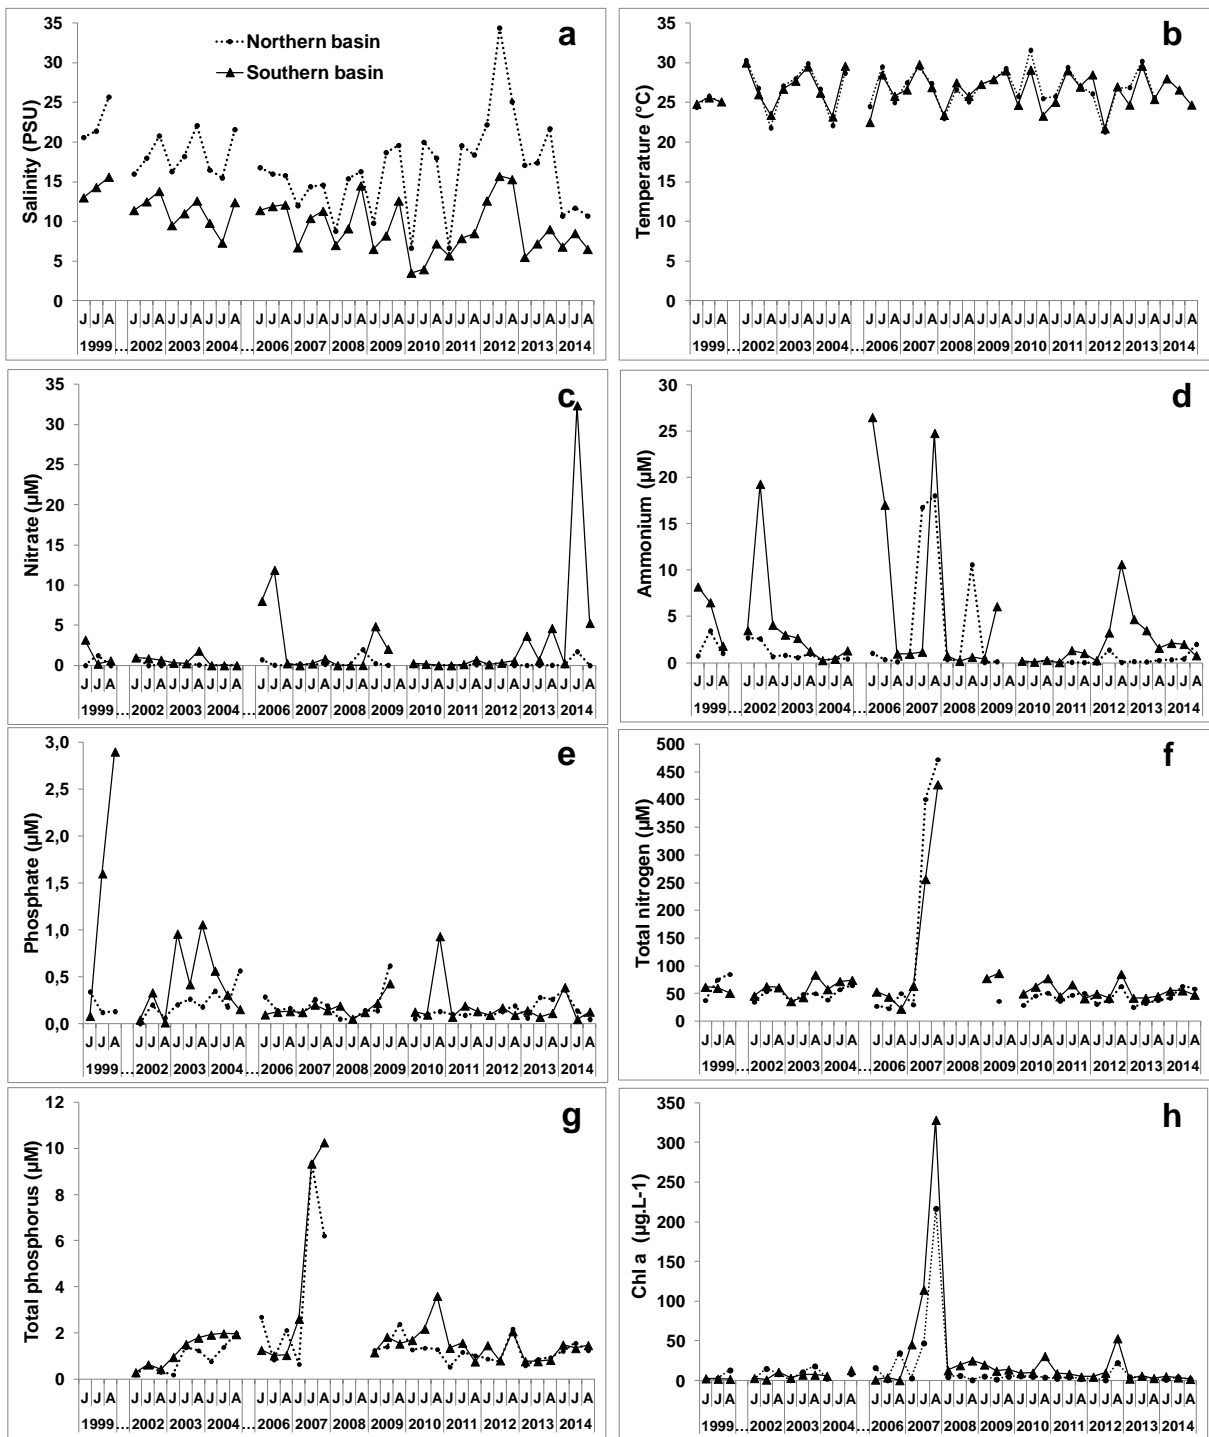 a
Northern basin
Southern basin
Salinity (PSU)
35
30
25
20
15
10
5
0
J J A J J A J J A J J A J J A J J A J J A J J A J J A J J A J J A J J A J J A
1999 ... 2002 2003 2004 ... 2006 2007 2008 2009 2010 2011 2012 2013 2014
b
Temperature (°C)
35
30
25
20
15
10
5
0
J J A J J A J J A J J A J J A J J A J J A J J A J J A J J A J J A J J A J J A
1999 ... 2002 2003 2004 ... 2006 2007 2008 2009 2010 2011 2012 2013 2014
c
Nitrate (µM)
35
30
25
20
15
10
5
0
J J A J J A J J A J J A J J A J J A J J A J J A J J A J J A J J A J J A J J A
1999 ... 2002 2003 2004 ... 2006 2007 2008 2009 2010 2011 2012 2013 2014
d
Ammonium (µM)
30
25
20
15
10
5
0
J J A J J A J J A J J A J J A J J A J J A J J A J J A J J A J J A J J A J J A
1999 ... 2002 2003 2004 ... 2006 2007 2008 2009 2010 2011 2012 2013 2014
e
Phosphate (µM)
3,0
2,5
2,0
1,5
1,0
0,5
0,0
J J A J J A J J A J J A J J A J J A J J A J J A J J A J J A J J A J J A J J A
1999 ... 2002 2003 2004 ... 2006 2007 2008 2009 2010 2011 2012 2013 2014
f
Total nitrogen (µM)
500
450
400
350
300
250
200
150
100
50
0
J J A J J A J J A J J A J J A J J A J J A J J A J J A J J A J J A J J A J J A
1999 ... 2002 2003 2004 ... 2006 2007 2008 2009 2010 2011 2012 2013 2014
g
Total phosphorus (µM)
12
10
8
6
4
2
0
J J A J J A J J A J J A J J A J J A J J A J J A J J A J J A J J A J J A J J A
1999 ... 2002 2003 2004 ... 2006 2007 2008 2009 2010 2011 2012 2013 2014
h
Chl a (µg.L-1)
350
300
250
200
150
100
50
0
J J A J J A J J A J J A J J A J J A J J A J J A J J A J J A J J A J J A J J A
1999 ... 2002 2003 2004 ... 2006 2007 2008 2009 2010 2011 2012 2013 2014